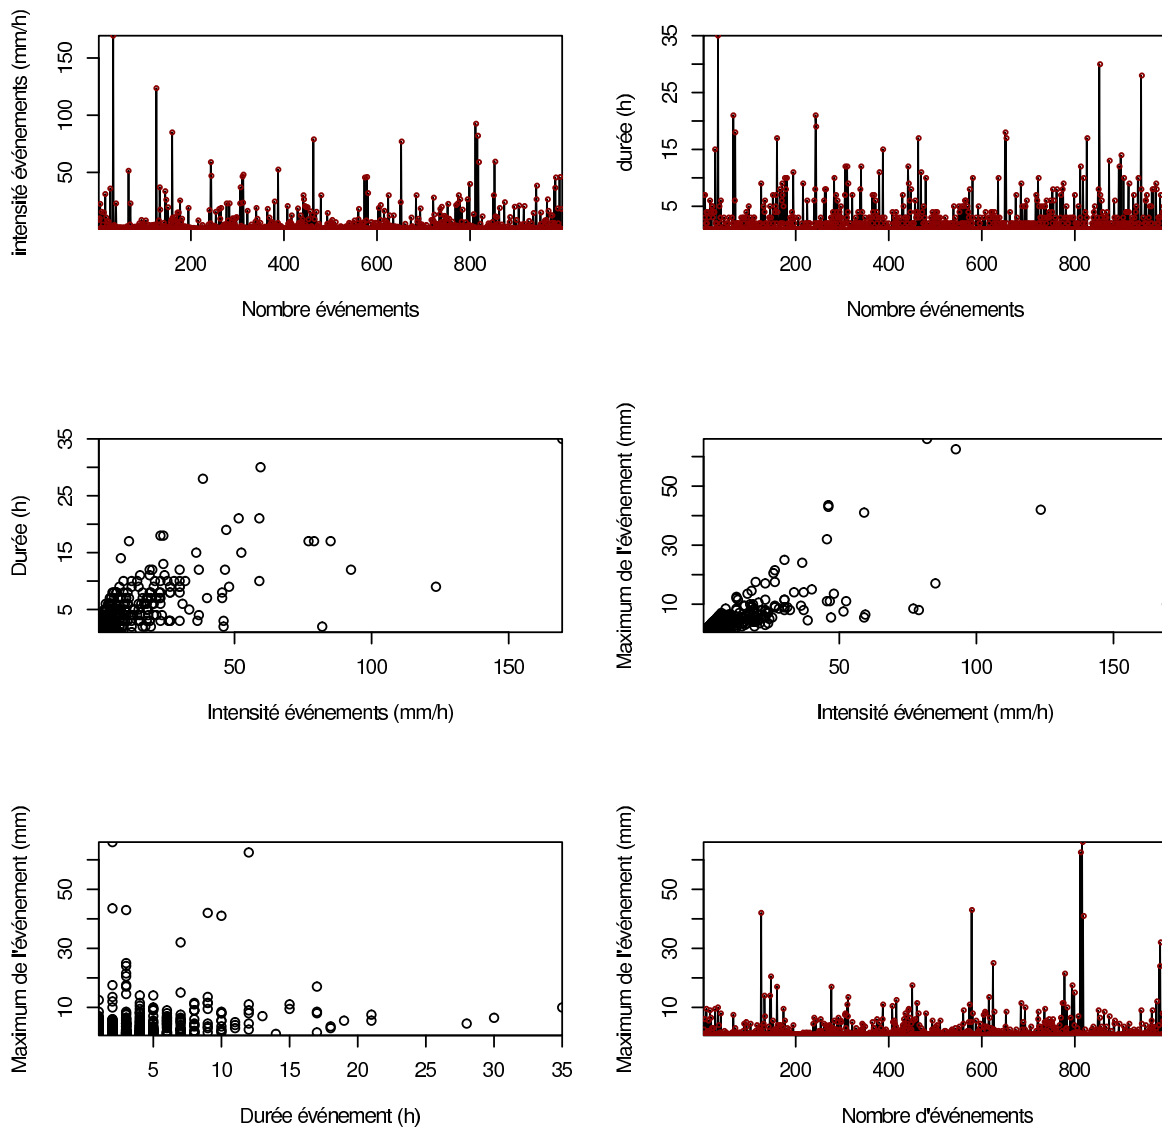 intensité événements (mm/h)
50 100 150
200 400 600 800
Nombre événements
durée (h)
5 15 25 35
200 400 600 800
Nombre événements
Durée (h)
5 15 25 35
50 100 150
Intensité événements (mm/h)
Maximum de l'événement (mm)
10 30 50
50 100 150
Intensité événement (mm/h)
Maximum de l'événement (mm)
10 30 50
5 10 15 20 25 30 35
Durée événement (h)
Maximum de l'événement (mm)
10 30 50
200 400 600 800
Nombre d'événements